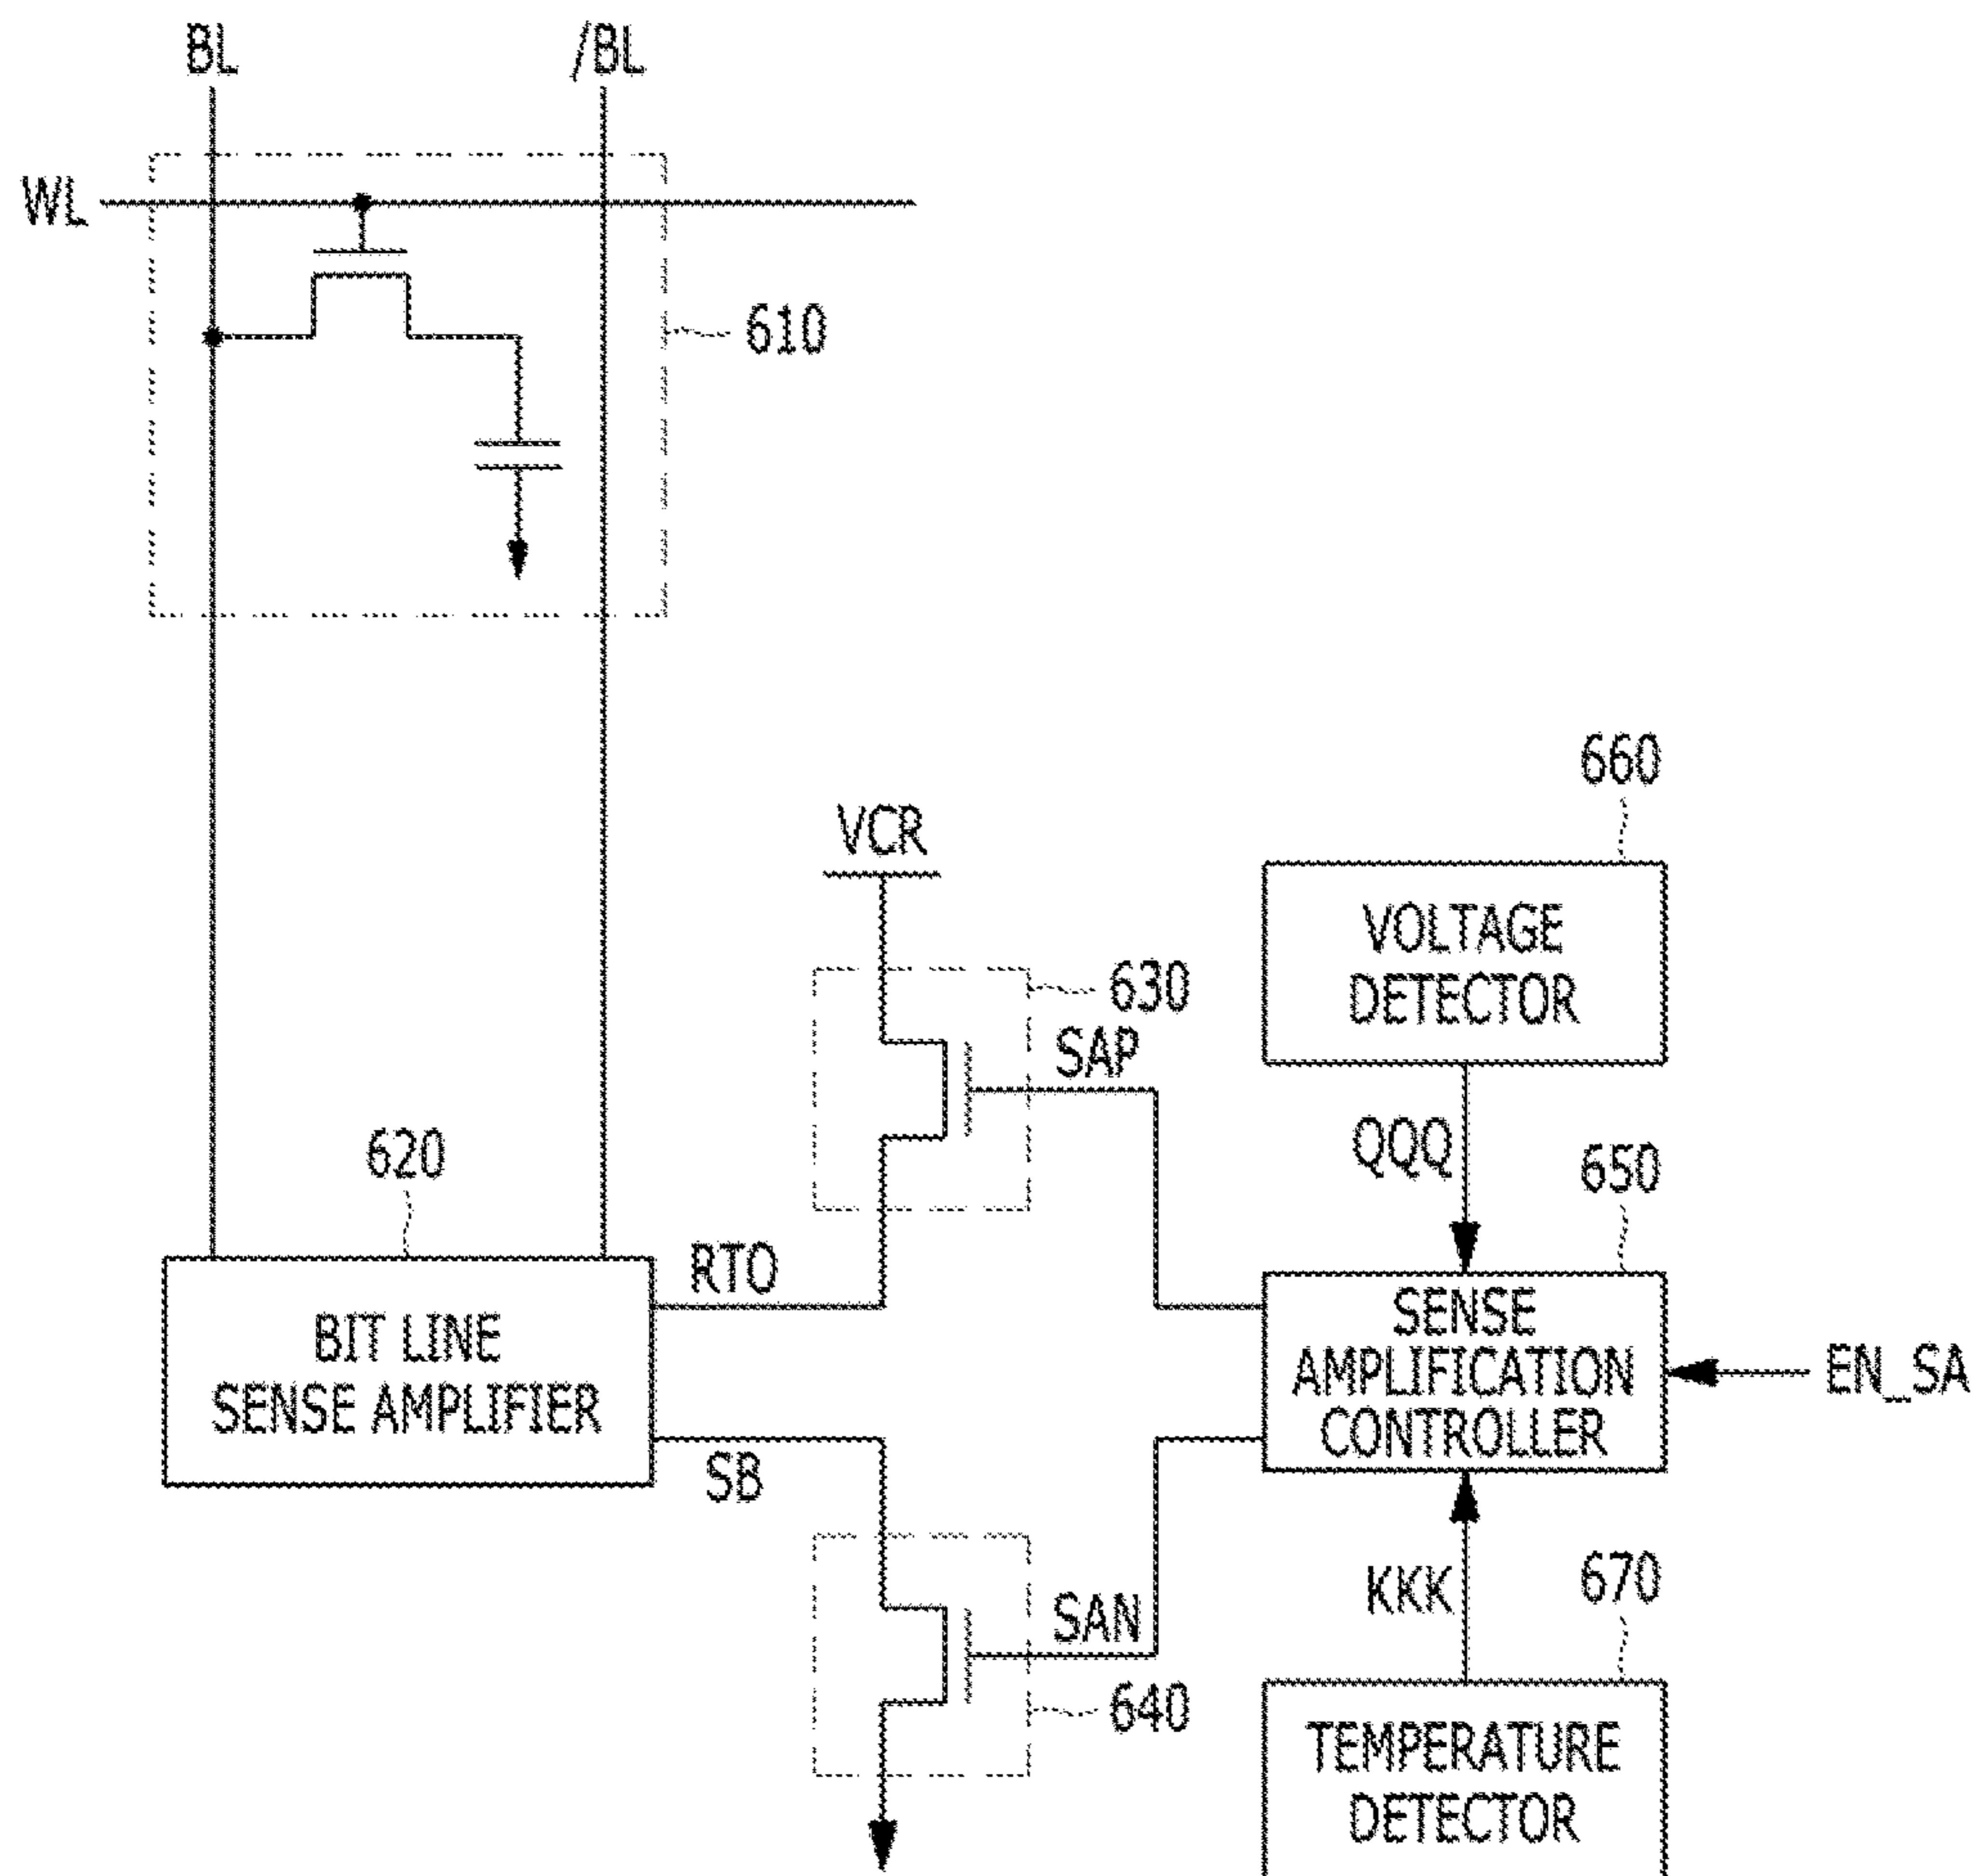 BL
/BL
WL
610
660
VCR
VOLTAGE
DETECTOR
630
SAP
QQQ
620
650
RTO
BIT LINE
SENSE AMPLIFIER
SENSE
AMPLIFICATION
CONTROLLER
EN_SA
SB
KKK
670
SAN
640
TEMPERATURE
DETECTOR